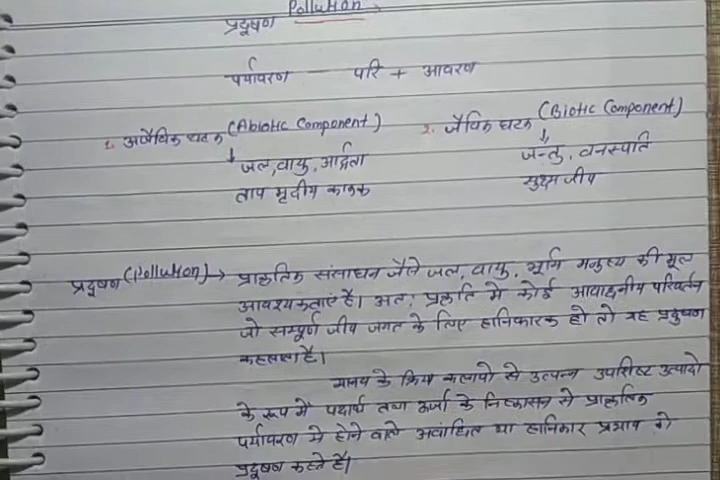 Pollution
प्रदूषण
पर्यावरण — परि + आवरण
1. अजैविक घटक (Abiotic Component) 2. जैविक घटक (Biotic Component)
↓ जल, वायु, आर्द्रता ↓ जन्तु, वनस्पति
ताप मृदीय कारक सुक्ष्म जीव
प्रदूषण (Pollution) → प्राकृतिक संसाधन जैसे जल, वायु, भूमि मनुष्य की मूल
आवश्यकताएं है। अतः प्रकृति मे कोई परिवर्तन
जो सम्पूर्ण जीव जगत के लिए हानिकारक हो तो वह प्रदुषण
कहलाता है।
मानव के क्रिया कलापो से उत्पन्न उत्पादो
के रूप में पदार्थ तथा ऊर्जा के निष्कासन से प्राकृतिक
पर्यावरण मे होने वाले अवांछित या हानिकार प्रभाव को
प्रदूषण कहते है।